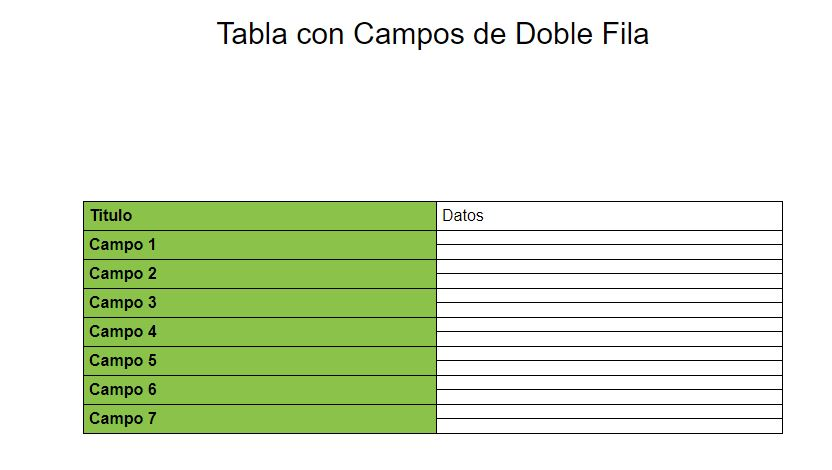 Tabla con Campos de Doble Fila
Titulo Datos
Campo 1
Campo 2
Campo 3
Campo 4
Campo 5
Campo 6
Campo 7